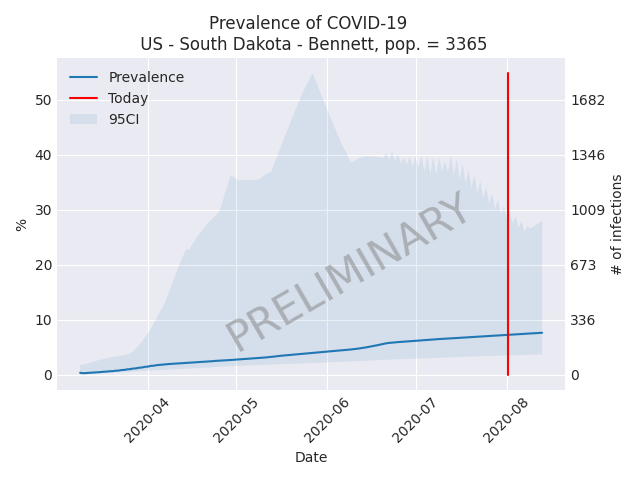 Prevalence of COVID-19
US - South Dakota - Bennett, pop. = 3365
Prevalence
Today
95CI
50
40
30
20
10
0
%
1682
1346
1009
673
336
0
# of infections
PRELIMINARY
2020-04
2020-05
2020-06
2020-07
2020-08
Date